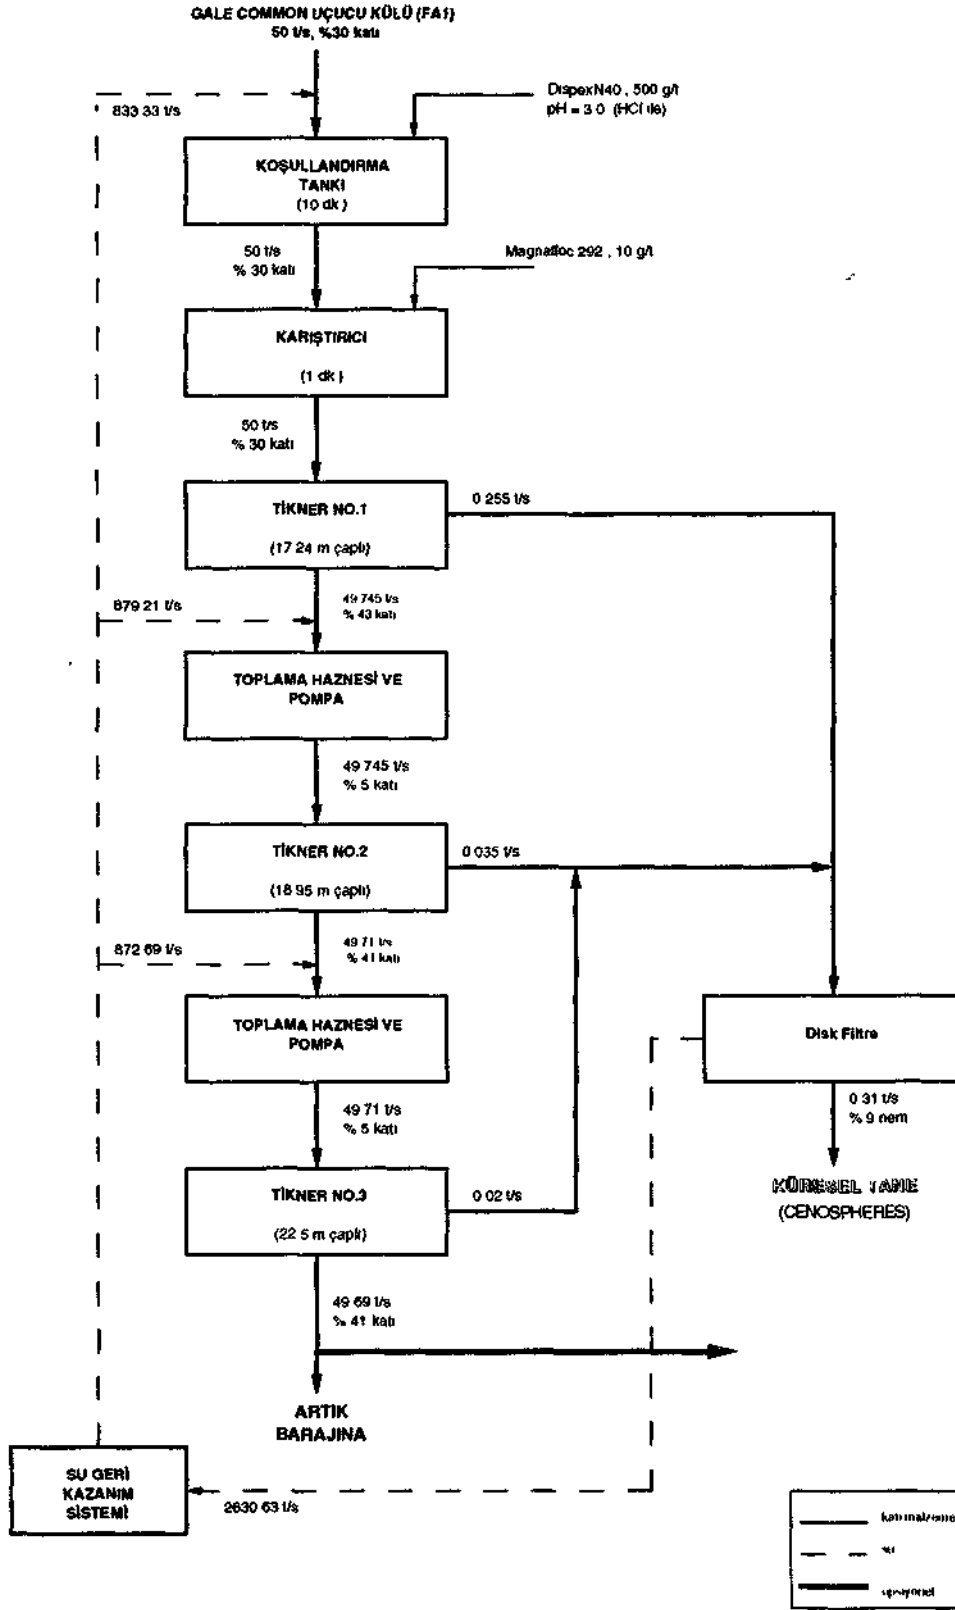 GALE COMMON UÇUCU KÜLÜ (FA1)
50 t/s, %30 katı
833 33 t/s
DispexN40 , 500 g/t
pH = 3 0 (HCl ile)
KOŞULLANDIRMA
TANKI
(10 dk )
50 t/s
% 30 katı
Magnafloc 292 , 10 g/t
KARIŞTIRICI
(1 dk )
50 t/s
% 30 katı
TİKNER NO.1
(17 24 m çaplı)
0 255 t/s
49 745 t/s
% 43 katı
879 21 t/s
TOPLAMA HAZNESİ VE
POMPA
49 745 t/s
% 5 katı
TİKNER NO.2
(18 95 m çaplı)
0 035 t/s
49 71 t/s
% 41 katı
872 69 t/s
TOPLAMA HAZNESİ VE
POMPA
Disk Filtre
49 71 t/s
% 5 katı
0 31 t/s
% 9 nem
TİKNER NO.3
(22 5 m çaplı)
0 02 t/s
KÜRESEL TANE
(CENOSPHERES)
49 69 t/s
% 41 katı
ARTIK
BARAJINA
SU GERİ
KAZANIM
SİSTEMİ
2630 63 t/s
katı malzeme
su
opsiyonel